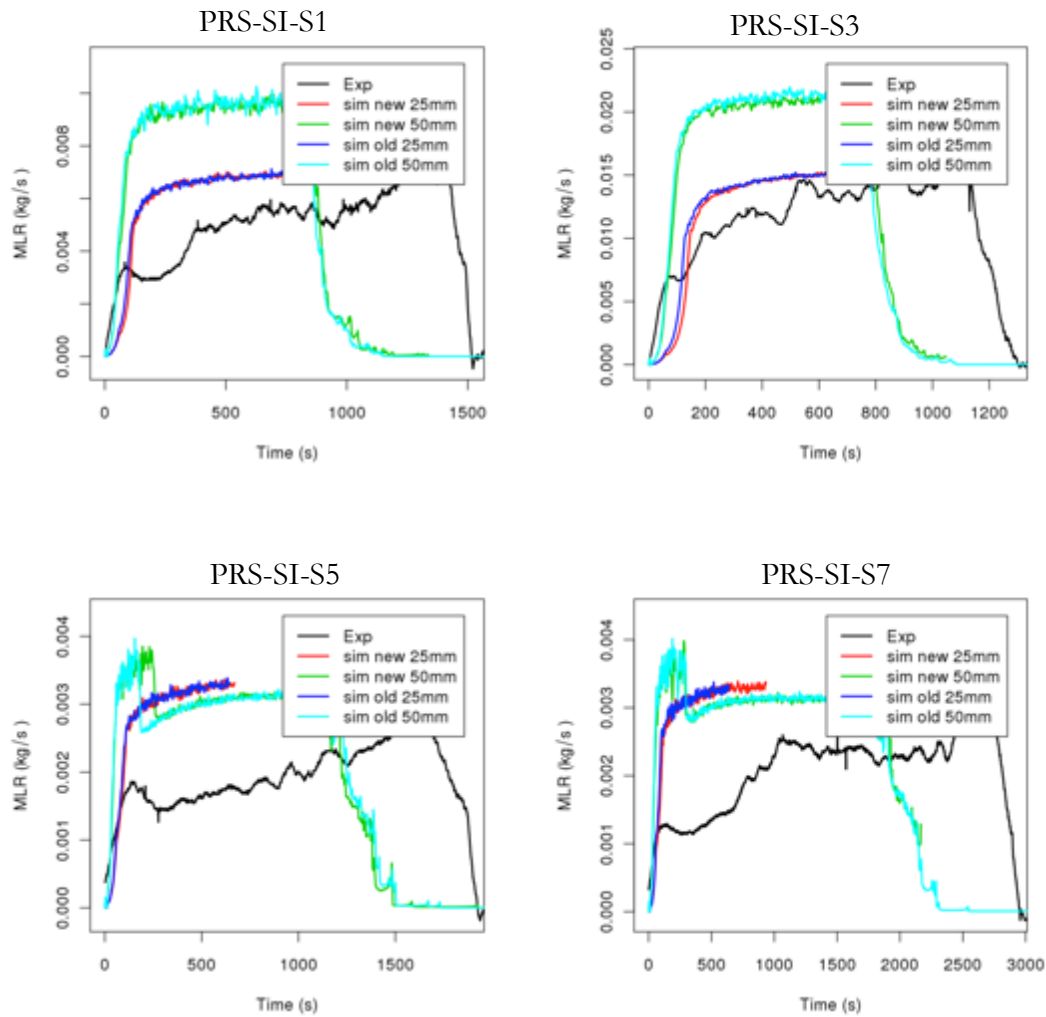 PRS-SI-S1
MLR (kg/s)
0.000 0.004 0.008
Exp
sim new 25mm
sim new 50mm
sim old 25mm
sim old 50mm
0 500 1000 1500
Time (s)
PRS-SI-S3
MLR (kg/s)
0.000 0.005 0.010 0.015 0.020 0.025
Exp
sim new 25mm
sim new 50mm
sim old 25mm
sim old 50mm
0 200 400 600 800 1000 1200
Time (s)
PRS-SI-S5
MLR (kg/s)
0.000 0.001 0.002 0.003 0.004
Exp
sim new 25mm
sim new 50mm
sim old 25mm
sim old 50mm
0 500 1000 1500
Time (s)
PRS-SI-S7
MLR (kg/s)
0.000 0.001 0.002 0.003 0.004
Exp
sim new 25mm
sim new 50mm
sim old 25mm
sim old 50mm
0 500 1000 1500 2000 2500 3000
Time (s)